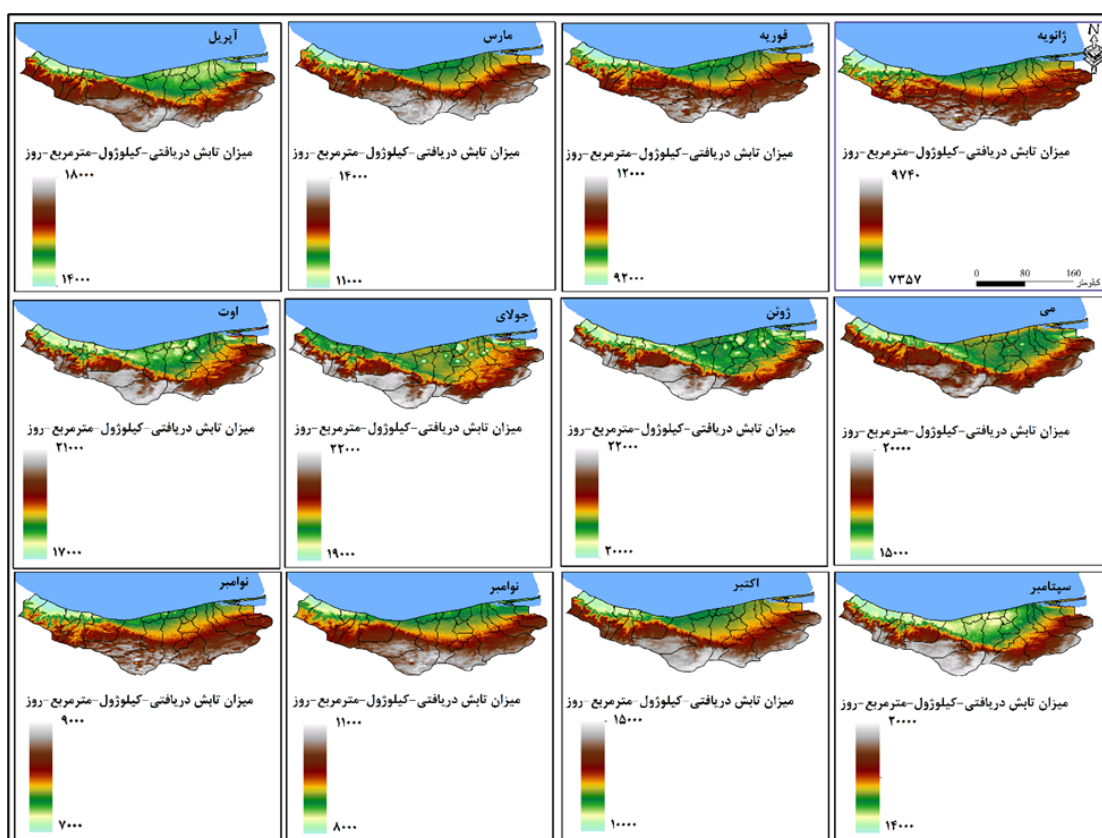 ژانویه
N
میزان تابش دریافتی-کیلوژول-مترمربع-روز
۹۷۴۰
۷۳۵۷
0 80 160
کیلومتر
فوریه
میزان تابش دریافتی-کیلوژول-مترمربع-روز
۱۲۰۰۰
۹۲۰۰۰
مارس
میزان تابش دریافتی-کیلوژول-مترمربع-روز
۱۴۰۰۰
۱۱۰۰۰
آپریل
میزان تابش دریافتی-کیلوژول-مترمربع-روز
۱۸۰۰۰
۱۴۰۰۰
می
میزان تابش دریافتی-کیلوژول-مترمربع-روز
۲۰۰۰۰
۱۵۰۰۰
ژوئن
میزان تابش دریافتی-کیلوژول-مترمربع-روز
۲۲۰۰۰
۲۰۰۰۰
جولای
میزان تابش دریافتی-کیلوژول-مترمربع-روز
۲۲۰۰۰
۱۹۰۰۰
اوت
میزان تابش دریافتی-کیلوژول-مترمربع-روز
۲۱۰۰۰
۱۷۰۰۰
سپتامبر
میزان تابش دریافتی-کیلوژول-مترمربع-روز
۲۰۰۰۰
۱۴۰۰۰
اکتبر
میزان تابش دریافتی-کیلوژول-مترمربع-روز
۱۵۰۰۰
۱۰۰۰۰
نوامبر
میزان تابش دریافتی-کیلوژول-مترمربع-روز
۱۱۰۰۰
۸۰۰۰
نوامبر
میزان تابش دریافتی-کیلوژول-مترمربع-روز
۹۰۰۰
۷۰۰۰